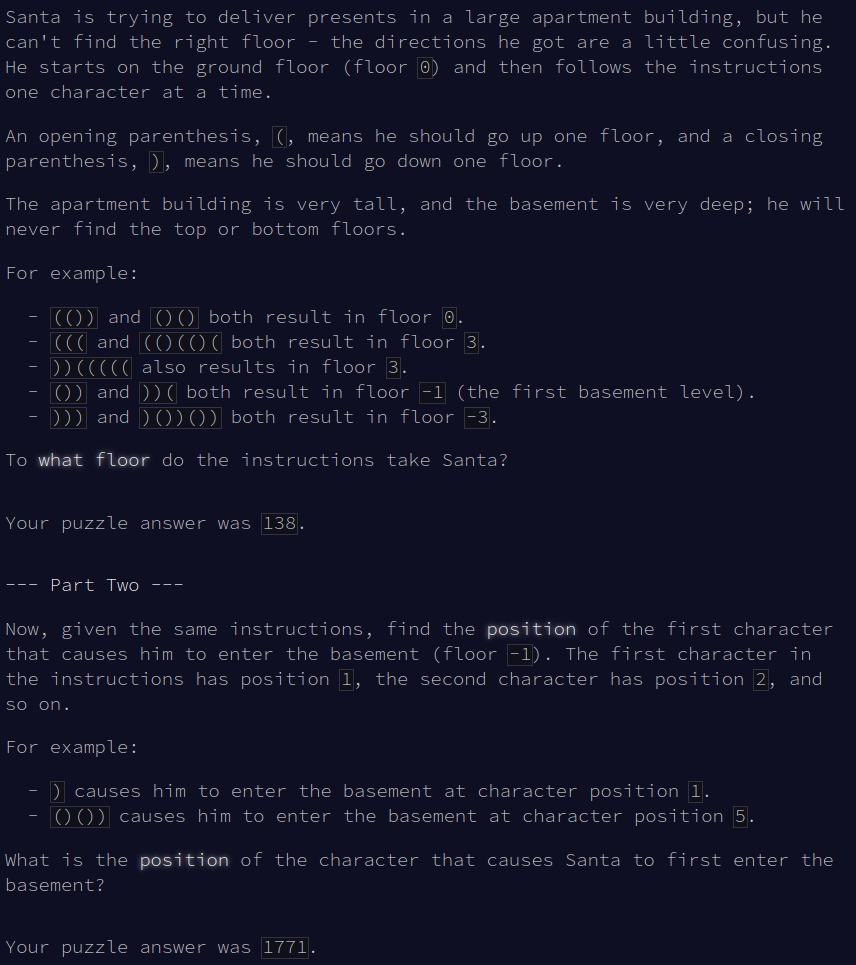 Santa is trying to deliver presents in a large apartment building, but he
can't find the right floor - the directions he got are a little confusing.
He starts on the ground floor (floor 0) and then follows the instructions
one character at a time.
An opening parenthesis, (, means he should go up one floor, and a closing
parenthesis, ), means he should go down one floor.
The apartment building is very tall, and the basement is very deep; he will
never find the top or bottom floors.
For example:
- (()) and ()() both result in floor 0.
- ((( and (()(()( both result in floor 3.
- ))((((( also results in floor 3.
- ()) and ))( both result in floor -1 (the first basement level).
- ))) and )())()) both result in floor -3.
To what floor do the instructions take Santa?
Your puzzle answer was 138.
--- Part Two ---
Now, given the same instructions, find the position of the first character
that causes him to enter the basement (floor -1). The first character in
the instructions has position 1, the second character has position 2, and
so on.
For example:
- ) causes him to enter the basement at character position 1.
- ()()) causes him to enter the basement at character position 5.
What is the position of the character that causes Santa to first enter the
basement?
Your puzzle answer was 1771.